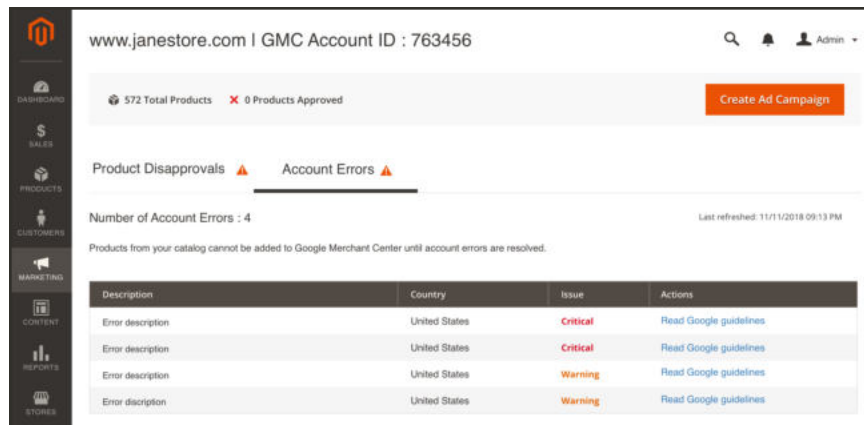 www.janestore.com | GMC Account ID : 763456
Admin
DASHBOARD
572 Total Products 0 Products Approved
Create Ad Campaign
SALES
Product Disapprovals Account Errors
PRODUCTS
Number of Account Errors : 4
Last refreshed: 11/11/2018 09:13 PM
CUSTOMERS
Products from your catalog cannot be added to Google Merchant Center until account errors are resolved.
MARKETING
Description Country Issue Actions
CONTENT
Error description United States Critical Read Google guidelines
Error description United States Critical Read Google guidelines
REPORTS
Error description United States Warning Read Google guidelines
Error discription United States Warning Read Google guidelines
STORES